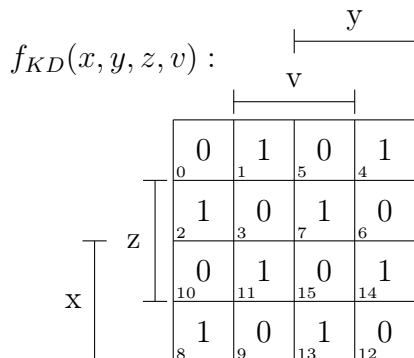 y
f_{KD}(x, y, z, v) :
v
0 1 0 1
0 1 5 4
1 0 1 0
2 3 7 6
z
0 1 0 1
10 11 15 14
x
1 0 1 0
8 9 13 12